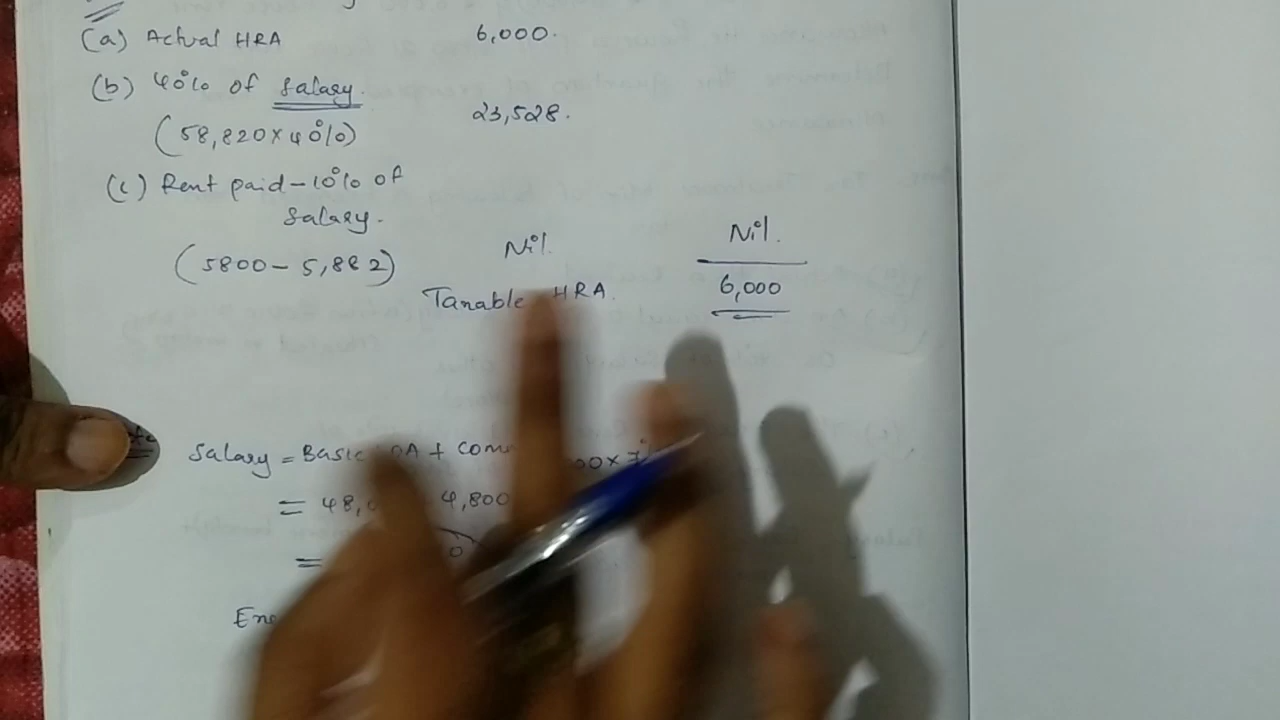 (a) Actual HRA 6,000.
(b) 40% of salary. 23,528.
(58,820×40%)
(c) Rent paid - 10% of
salary.
(5800 - 5,882) Nil. Nil.
Tanable HRA. 6,000
Salary = Basic DA + Com
= 48, 4,800
=